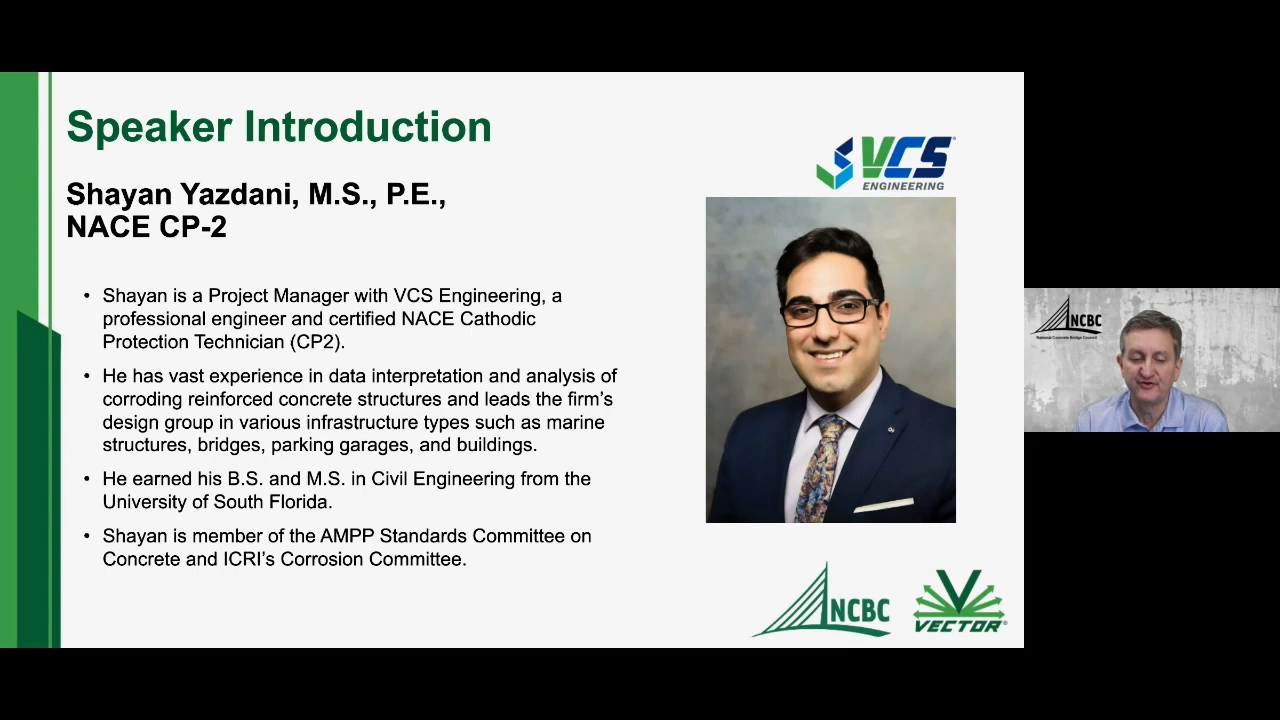 Speaker Introduction
Shayan Yazdani, M.S., P.E.,
NACE CP-2
• Shayan is a Project Manager with VCS Engineering, a
professional engineer and certified NACE Cathodic
Protection Technician (CP2).
• He has vast experience in data interpretation and analysis of
corroding reinforced concrete structures and leads the firm's
design group in various infrastructure types such as marine
structures, bridges, parking garages, and buildings.
• He earned his B.S. and M.S. in Civil Engineering from the
University of South Florida.
• Shayan is member of the AMPP Standards Committee on
Concrete and ICRI's Corrosion Committee.
VCS
ENGINEERING
NCBC
VECTOR®
NCBC
National Concrete Bridge Council